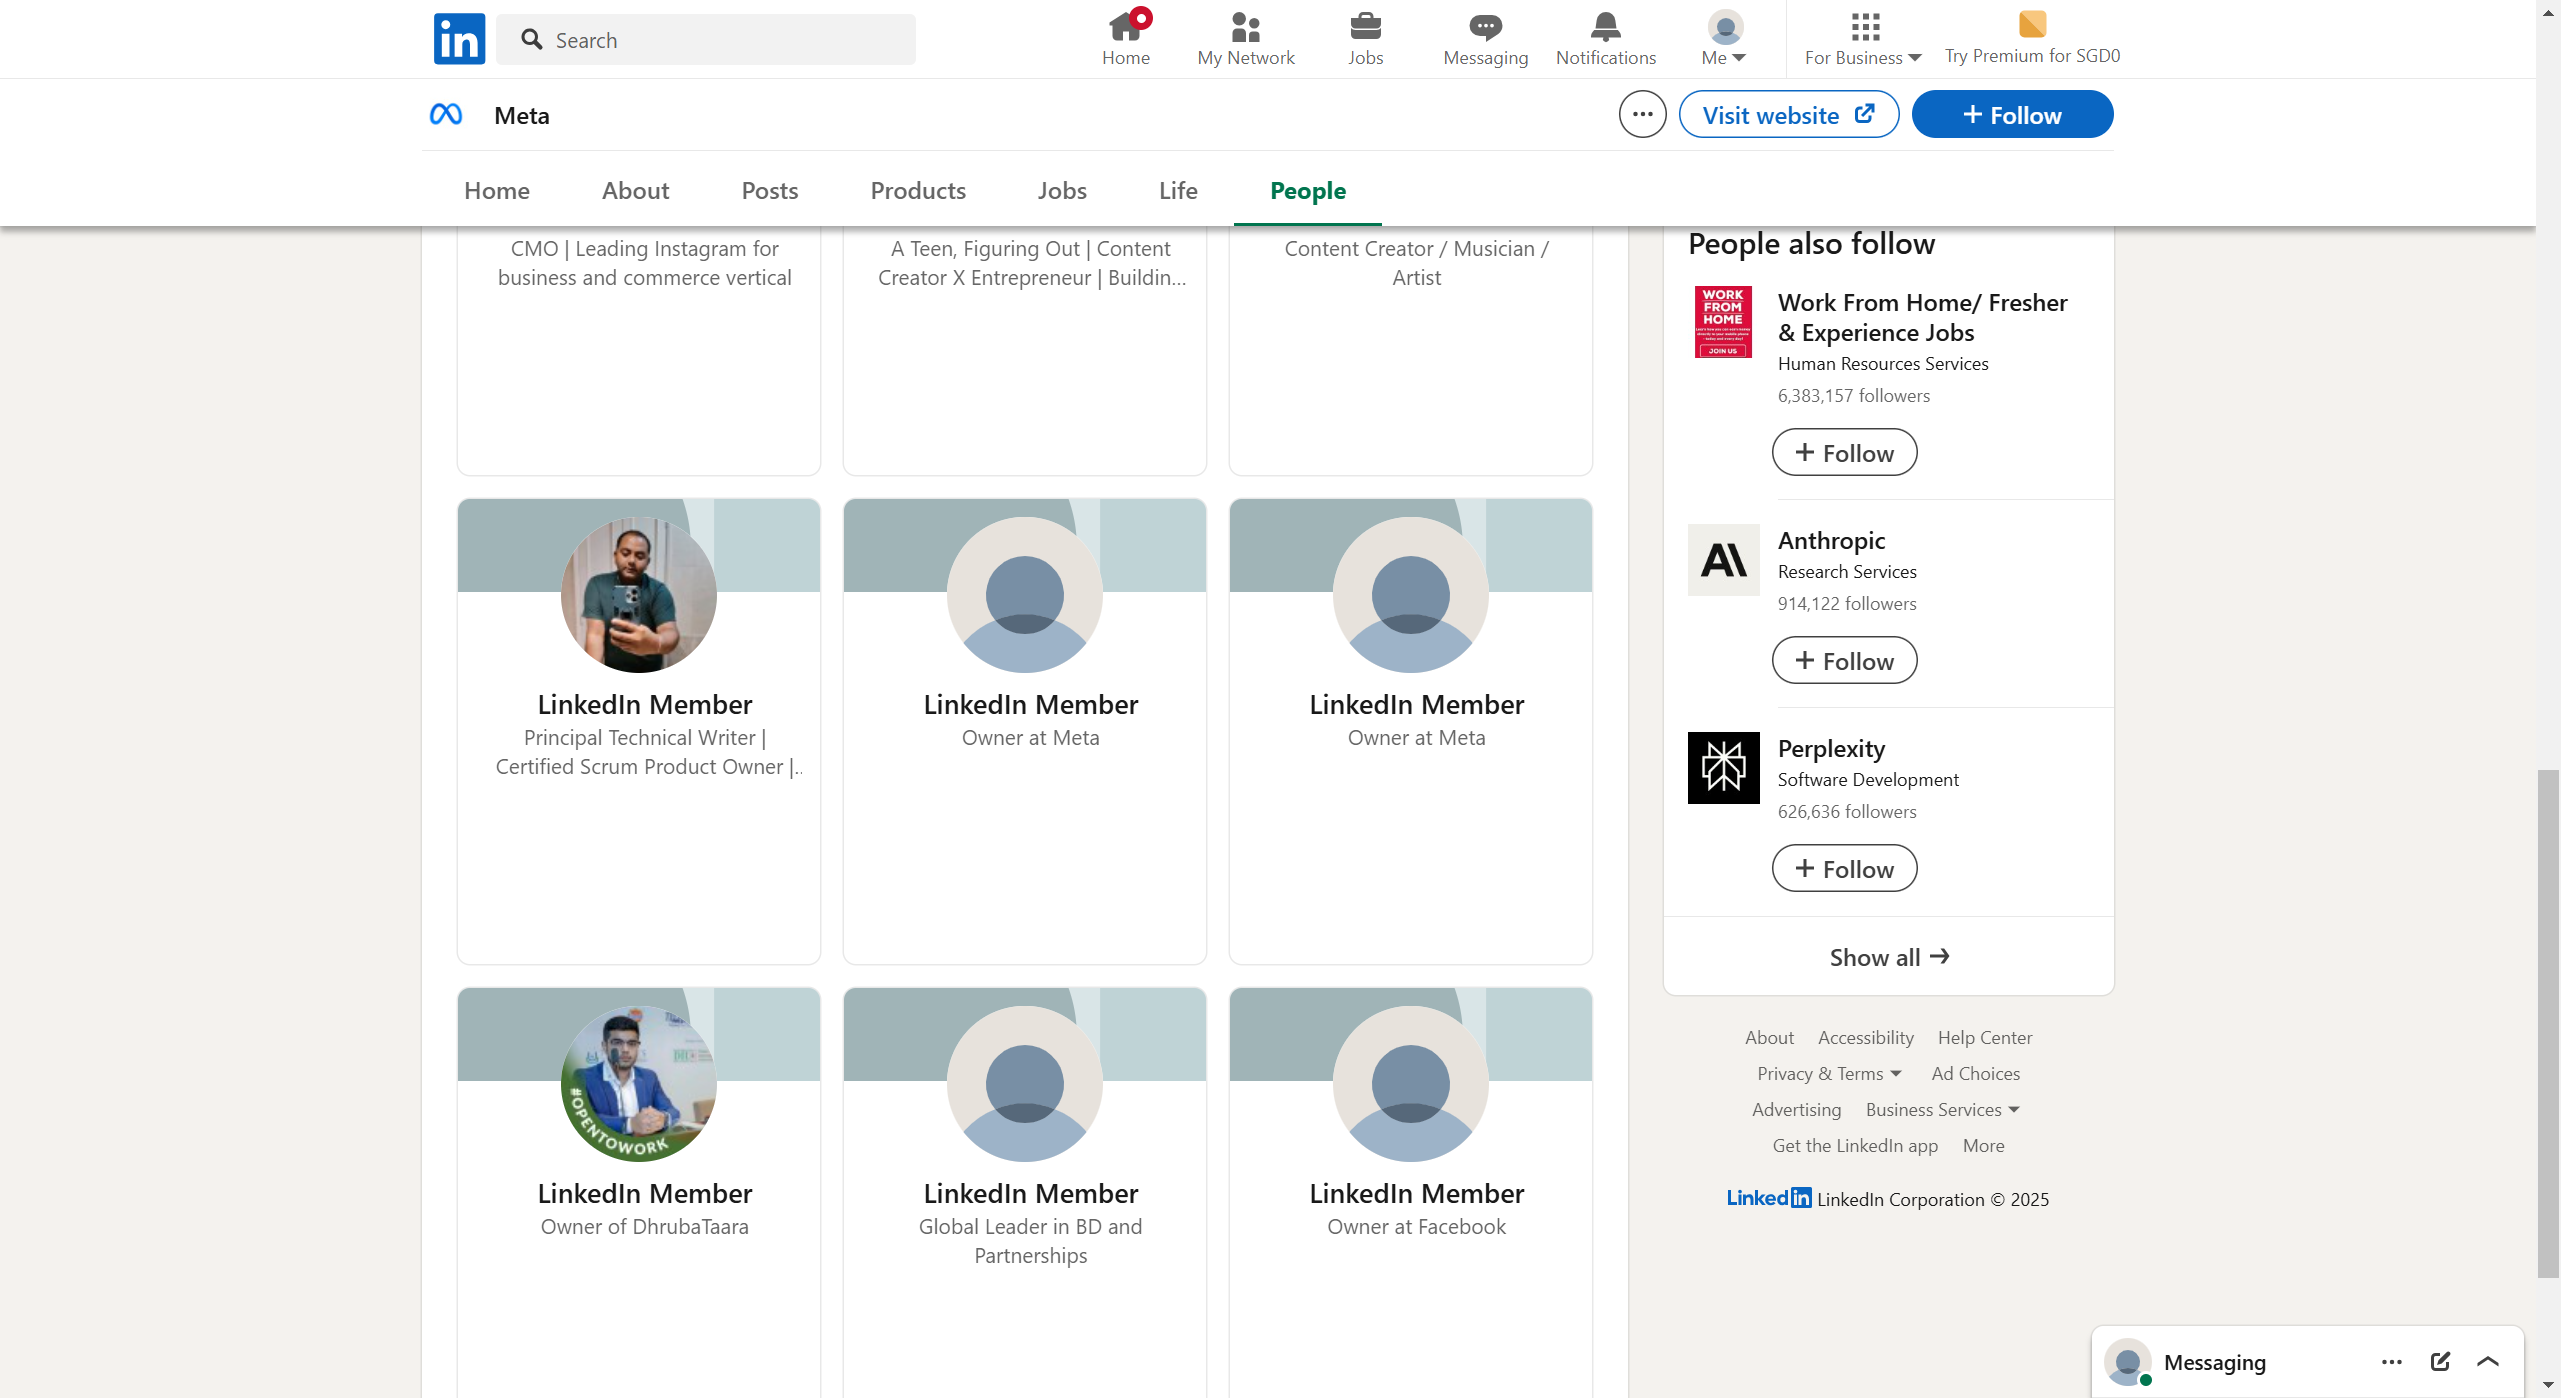 in
Search
Home
My Network
Jobs
Messaging
Notifications
Me
For Business
Try Premium for SGD0
Meta
Visit website
+ Follow
Home
About
Posts
Products
Jobs
Life
People
CMO | Leading Instagram for
business and commerce vertical
A Teen, Figuring Out | Content
Creator X Entrepreneur | Buildin...
Content Creator / Musician /
Artist
LinkedIn Member
Principal Technical Writer |
Certified Scrum Product Owner |..
LinkedIn Member
Owner at Meta
LinkedIn Member
Owner at Meta
#OPENTOWORK
LinkedIn Member
Owner of DhrubaTaara
LinkedIn Member
Global Leader in BD and
Partnerships
LinkedIn Member
Owner at Facebook
People also follow
WORK
FROM
HOME
JOIN US
Work From Home/ Fresher
& Experience Jobs
Human Resources Services
6,383,157 followers
+ Follow
AI
Anthropic
Research Services
914,122 followers
+ Follow
Perplexity
Software Development
626,636 followers
+ Follow
Show all →
About Accessibility Help Center
Privacy & Terms Ad Choices
Advertising Business Services
Get the LinkedIn app More
LinkedIn LinkedIn Corporation © 2025
Messaging